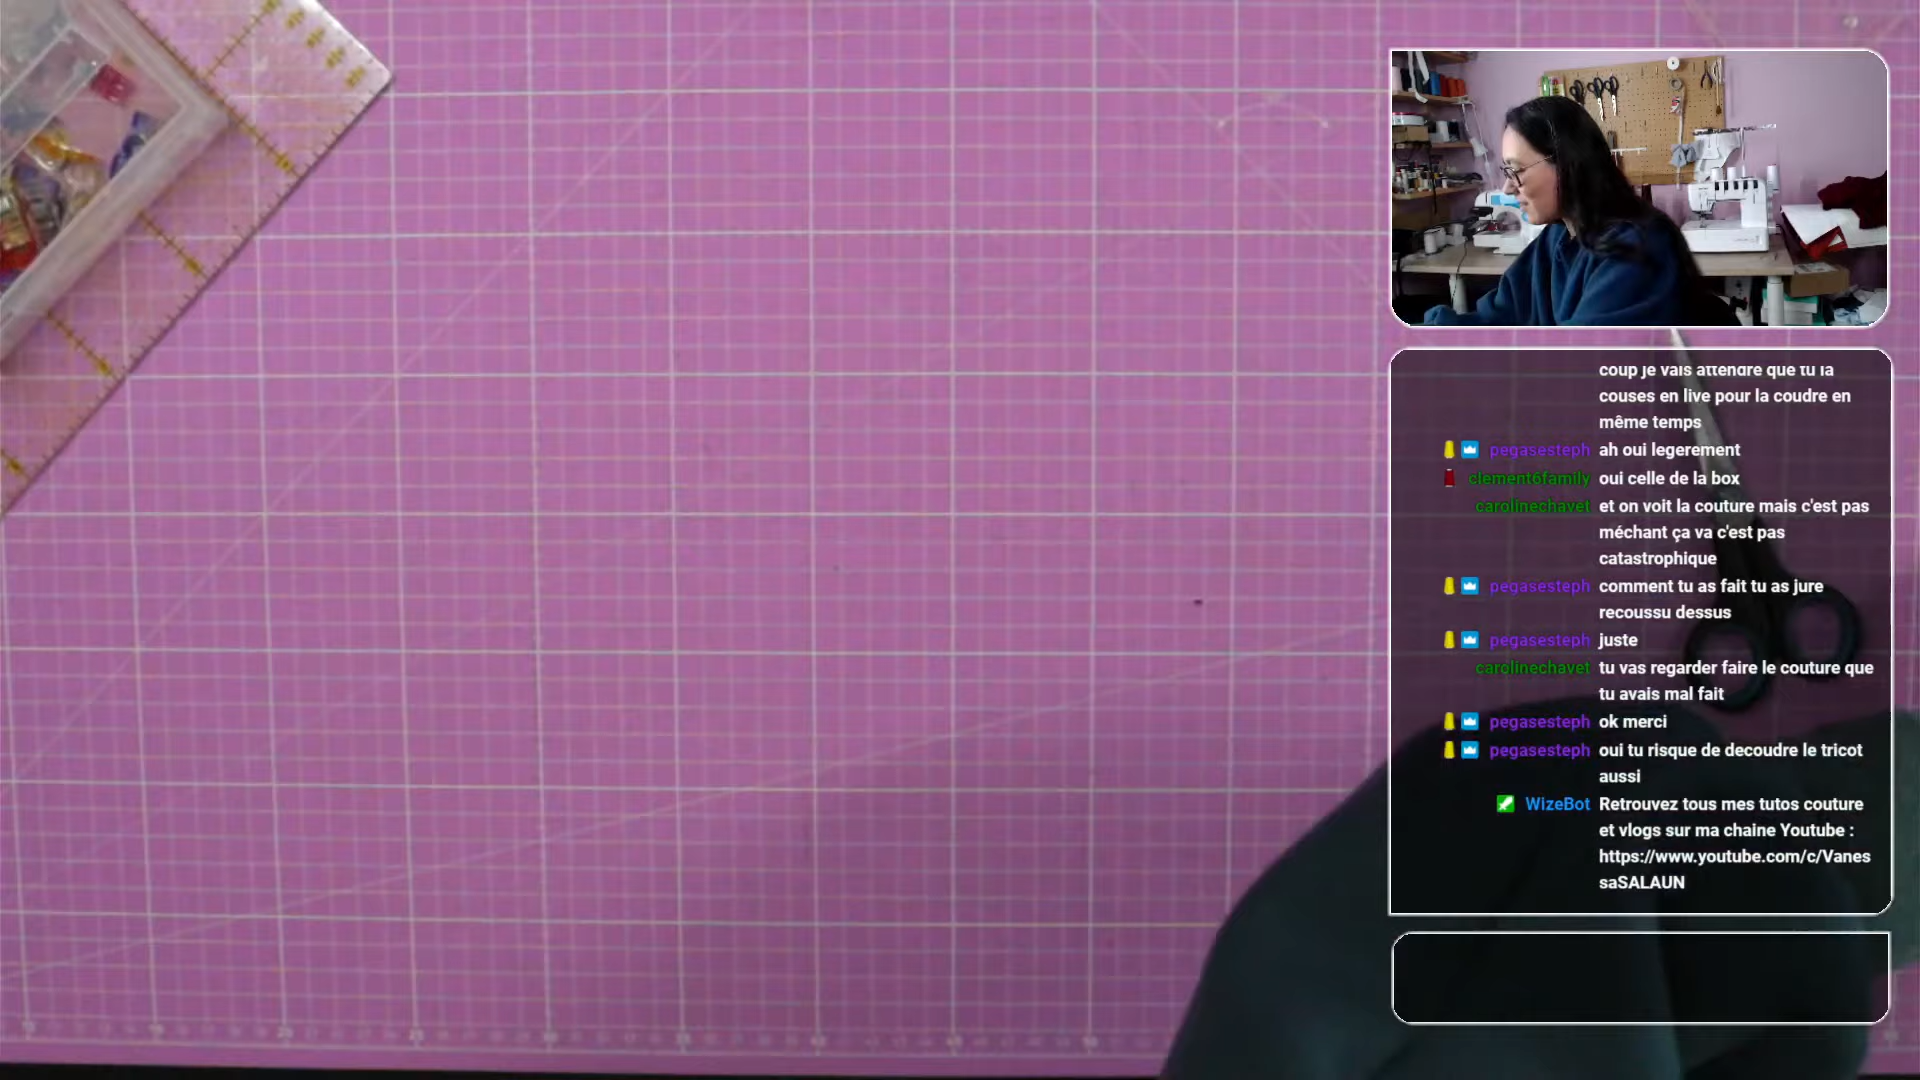 coup je vais attendre que tu la
couses en live pour la coudre en
même temps
pegasesteph ah oui legerement
clement6family oui celle de la box
carolinechavet et on voit la couture mais c'est pas
méchant ça va c'est pas
catastrophique
pegasesteph comment tu as fait tu as jure
recoussu dessus
pegasesteph juste
carolinechavet tu vas regarder faire le couture que
tu avais mal fait
pegasesteph ok merci
pegasesteph oui tu risque de decoudre le tricot
aussi
WizeBot Retrouvez tous mes tutos couture
et vlogs sur ma chaine Youtube :
https://www.youtube.com/c/Vanes
saSALAUN